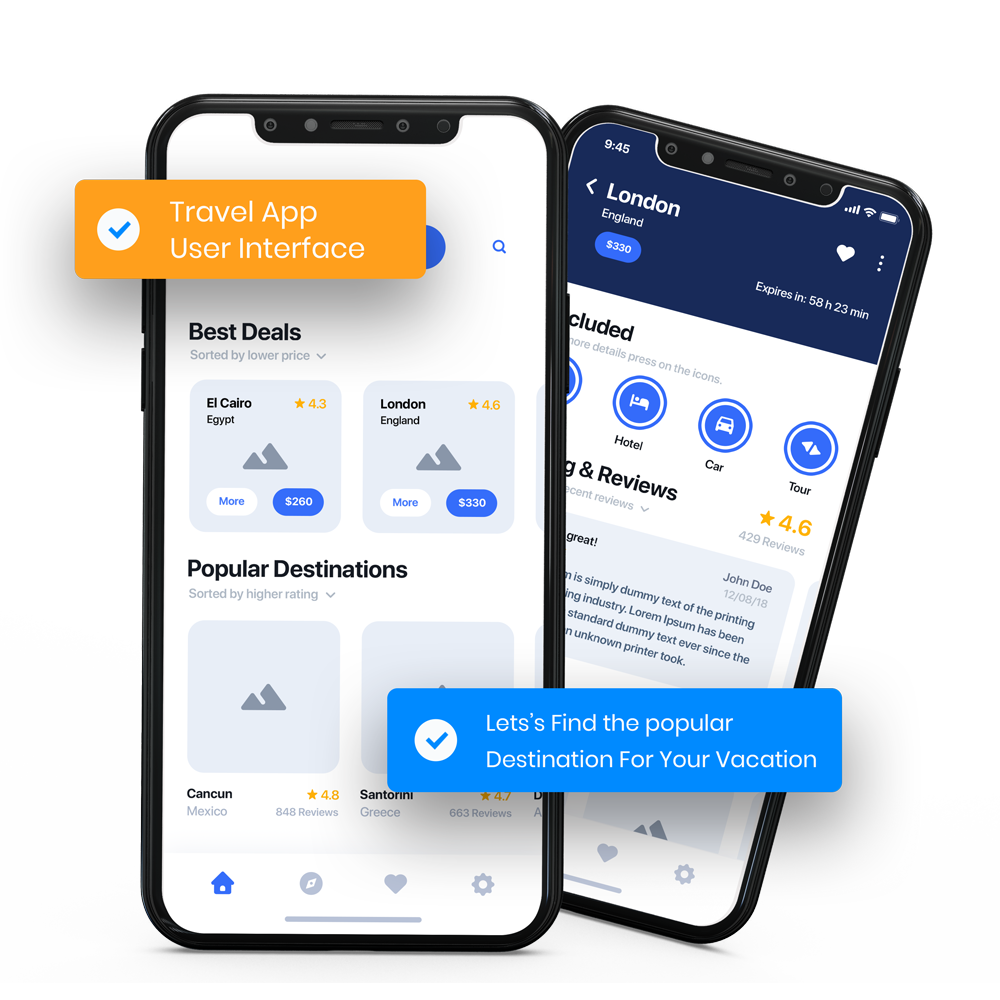 Travel App
User Interface
Best Deals
Sorted by lower price
El Cairo
4.3
Egypt
More
$260
London
4.6
England
More
$330
Popular Destinations
Sorted by higher rating
Cancun
4.8
Mexico
848 Reviews
Santorini
4.7
Greece
663 Reviews
D
A
9:45
London
England
$330
Expires in: 58 h 23 min
cluded
more details press on the icons.
Hotel
Car
Tour
g & Reviews
ecent reviews
4.6
429 Reviews
great!
John Doe
12/08/18
m is simply dummy text of the printing
ing industry. Lorem Ipsum has been
standard dummy text ever since the
n unknown printer took.
Lets's Find the popular
Destination For Your Vacation